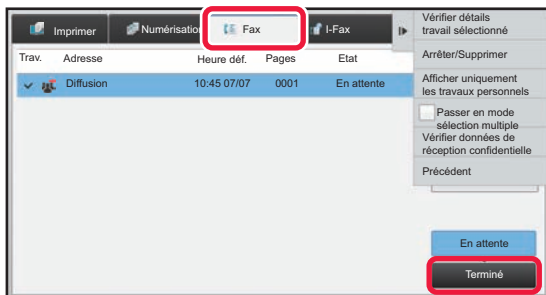 Imprimer Numérisation Fax I-Fax
Trav. Adresse Heure déf. Pages Etat
Diffusion 10:45 07/07 0001 En attente
Vérifier détails
travail sélectionné
Arrêter/Supprimer
Afficher uniquement
les travaux personnels
Passer en mode
sélection multiple
Vérifier données de
réception confidentielle
Précédent
En attente
Terminé